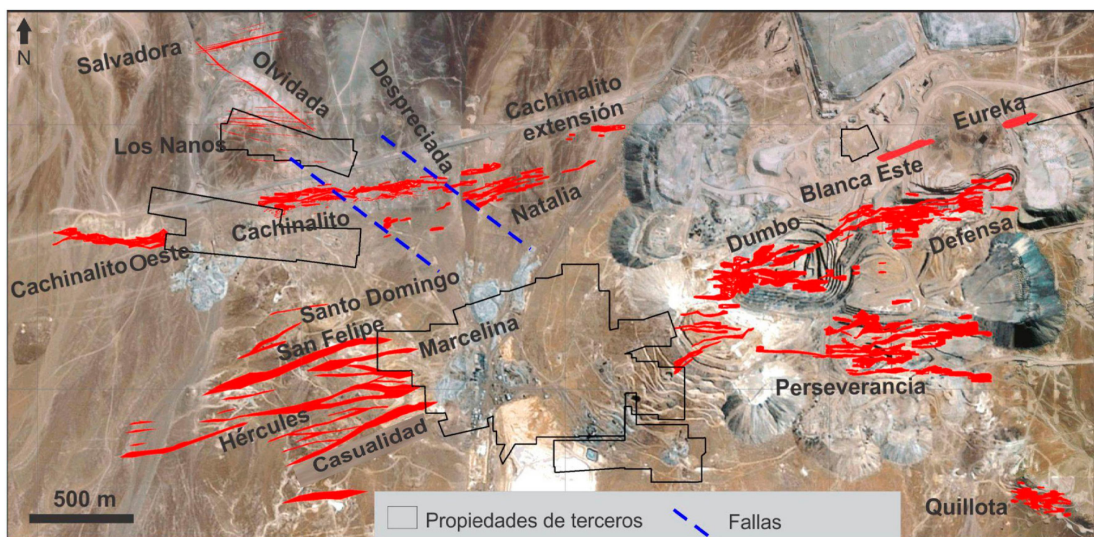 N
Salvadora
Olvidada
Despreciada
Cachinalito
extensión
Eureka
Los Nanos
Blanca Este
Natalia
Cachinalito
Dumbo
Defensa
Cachinalito Oeste
Santo Domingo
San Felipe
Marcelina
Perseverancia
Hércules
Casualidad
500 m
Quillota
Propiedades de terceros
Fallas